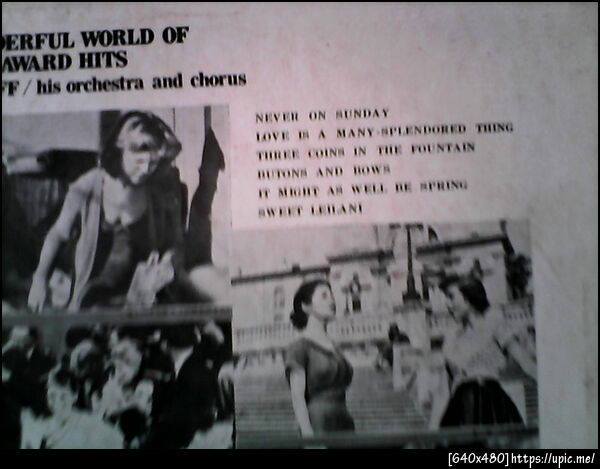 DERFUL WORLD OF
AWARD HITS
FF / his orchestra and chorus
NEVER ON SUNDAY
LOVE IS A MANY-SPLENDORED THING
THREE COINS IN THE FOUNTAIN
BUTONS AND BOWS
IT MIGHT AS WELL BE SPRING
SWEET LEILANI
[640x480]https://upic.me/